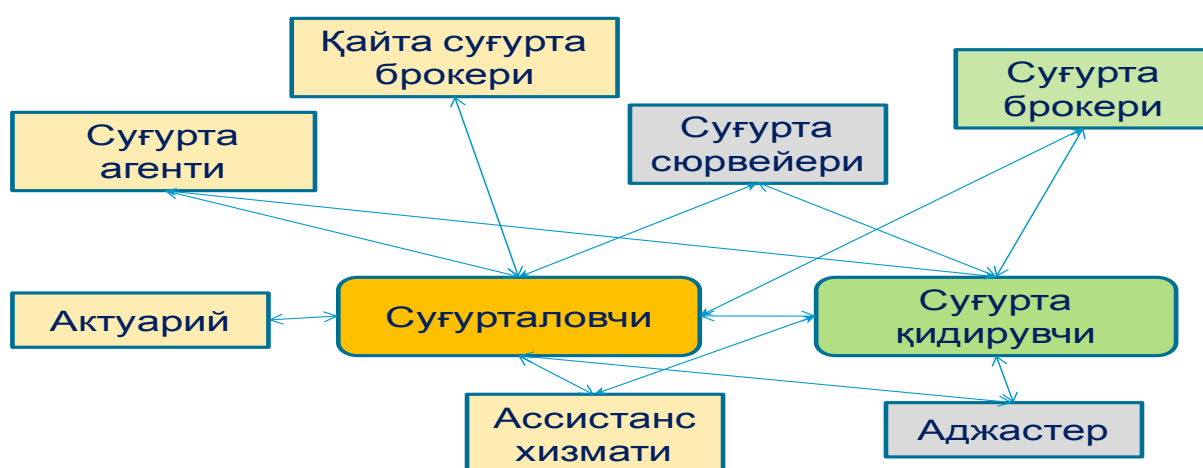 Қайта суғурта
брокери
Суғурта
брокери
Суғурта
сюрвейери
Суғурта
агенти
Актуарий
Суғурталовчи
Суғурта
қидирувчи
Ассистанс
хизмати
Аджастер